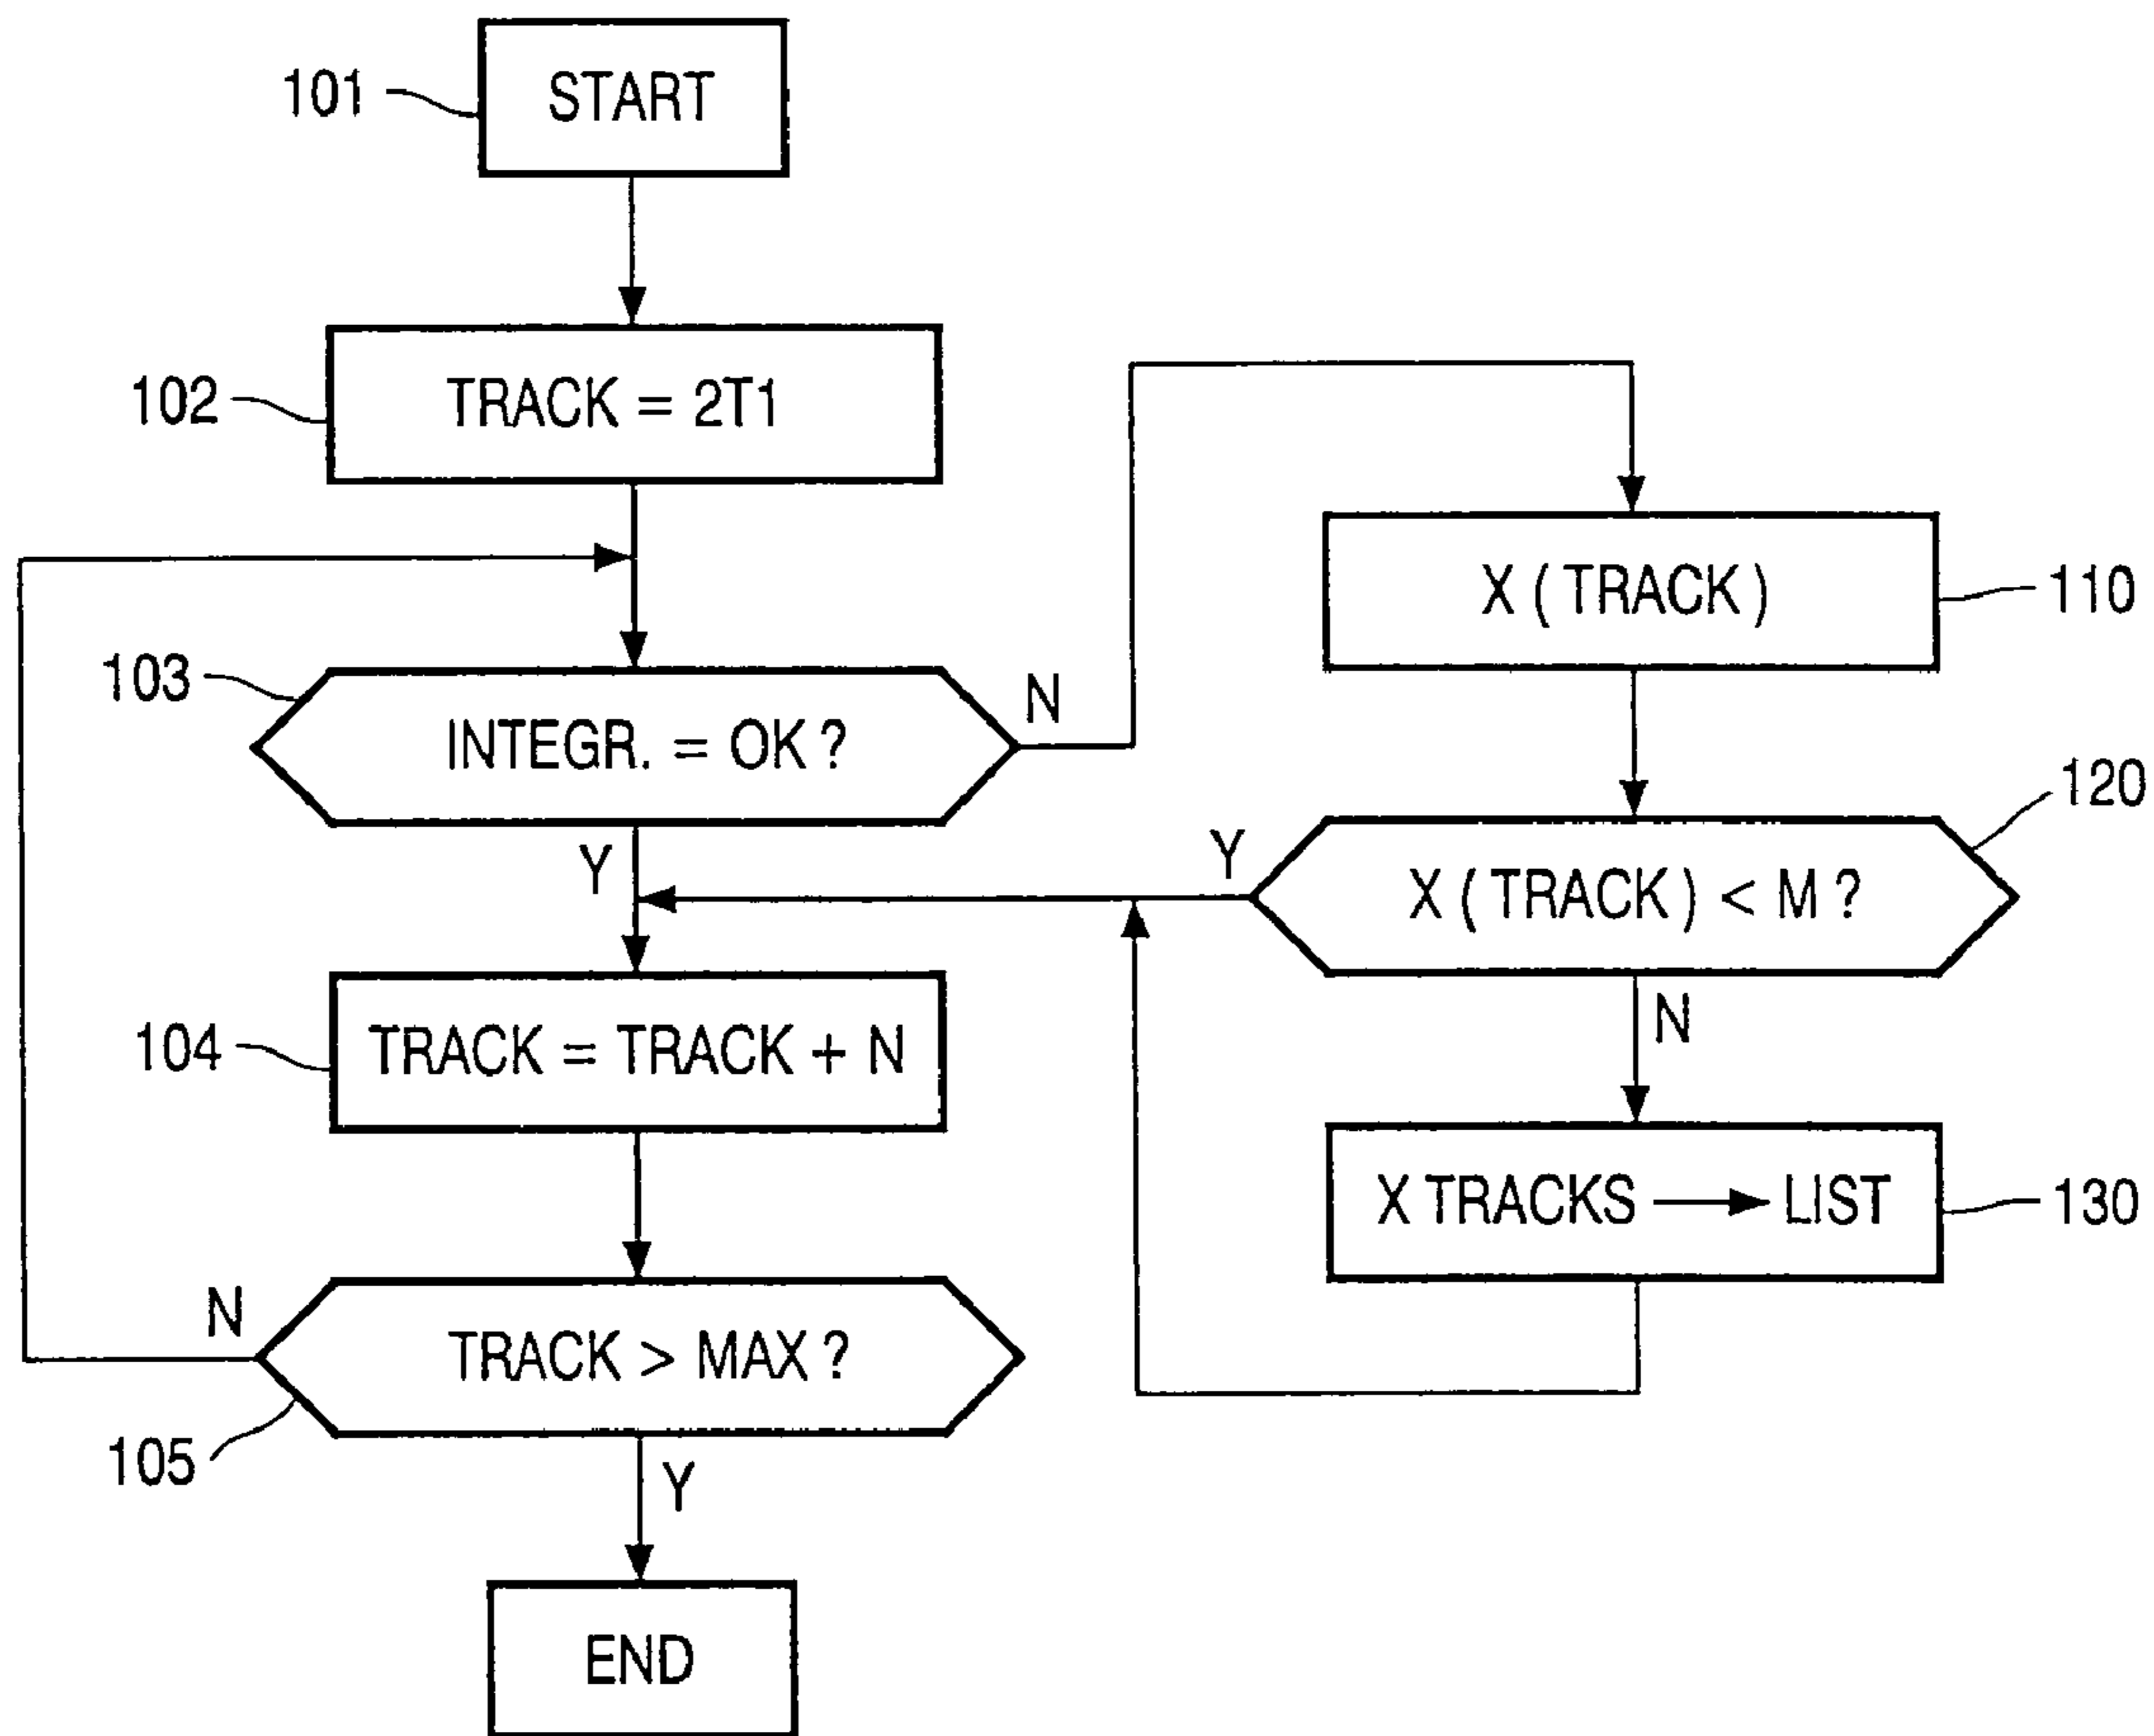 101
START
102
TRACK = 2T1
103
INTEGR. = OK ?
N
Y
104
TRACK = TRACK + N
105
TRACK > MAX ?
N
Y
END
X ( TRACK )
110
120
X ( TRACK ) < M ?
Y
N
X TRACKS → LIST
130